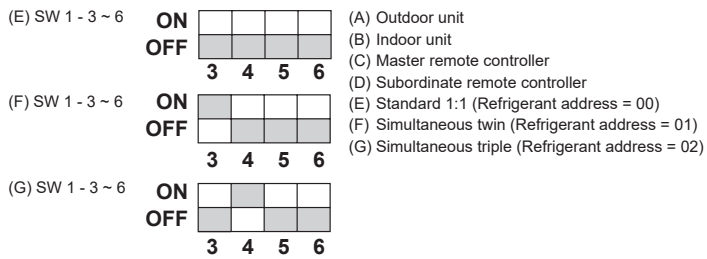 (E) SW 1 - 3 ~ 6
ON
OFF
3 4 5 6
(F) SW 1 - 3 ~ 6
ON
OFF
3 4 5 6
(G) SW 1 - 3 ~ 6
ON
OFF
3 4 5 6
(A) Outdoor unit
(B) Indoor unit
(C) Master remote controller
(D) Subordinate remote controller
(E) Standard 1:1 (Refrigerant address = 00)
(F) Simultaneous twin (Refrigerant address = 01)
(G) Simultaneous triple (Refrigerant address = 02)